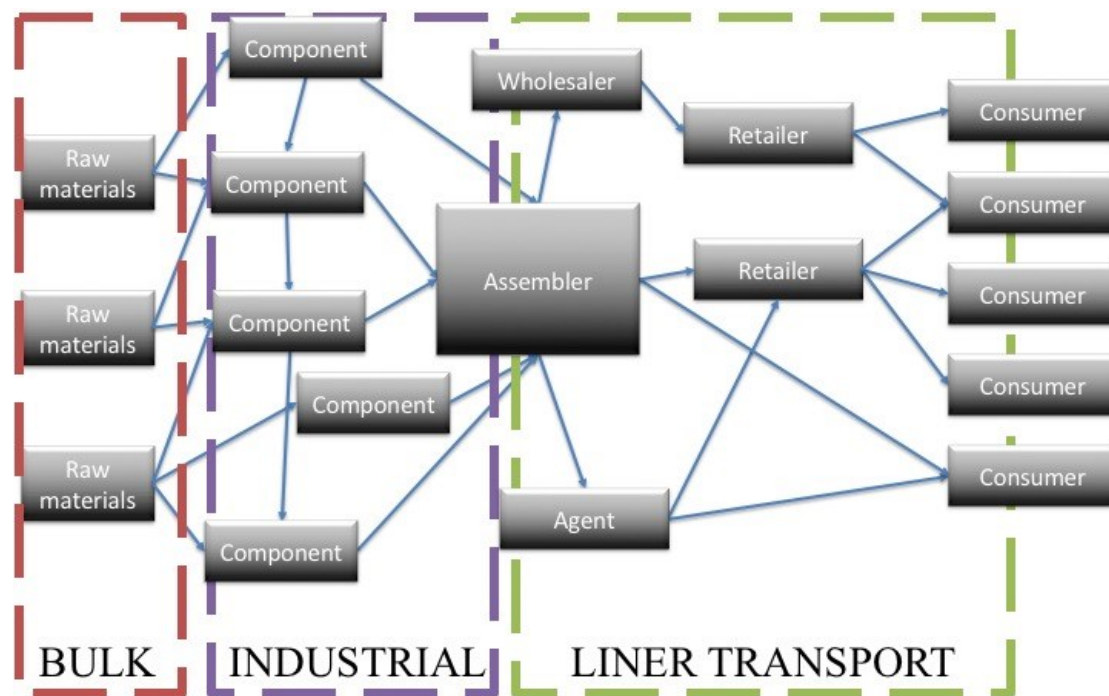 Component
Wholesaler
Consumer
Retailer
Raw
materials
Component
Consumer
Assembler
Retailer
Consumer
Raw
materials
Component
Consumer
Component
Raw
materials
Consumer
Agent
Component
BULK
INDUSTRIAL
LINER TRANSPORT